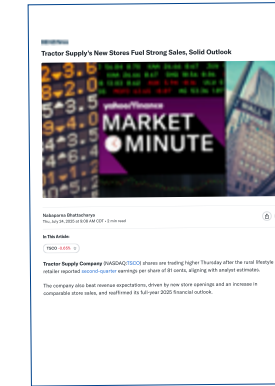 Tractor Supply's New Stores Fuel Strong Sales, Solid Outlook
yahoo!finance
MARKET
MINUTE
Nabaparna Bhattacharya
Thu, July 24, 2025 at 9:08 AM CDT • 2 min read
In This Article:
TSCO
Tractor Supply Company (NASDAQ:TSCO) shares are trading higher Thursday after the rural lifestyle
retailer reported second-quarter earnings per share of 81 cents, aligning with analyst estimates.
The company also beat revenue expectations, driven by new store openings and an increase in
comparable store sales, and reaffirmed its full-year 2025 financial outlook.